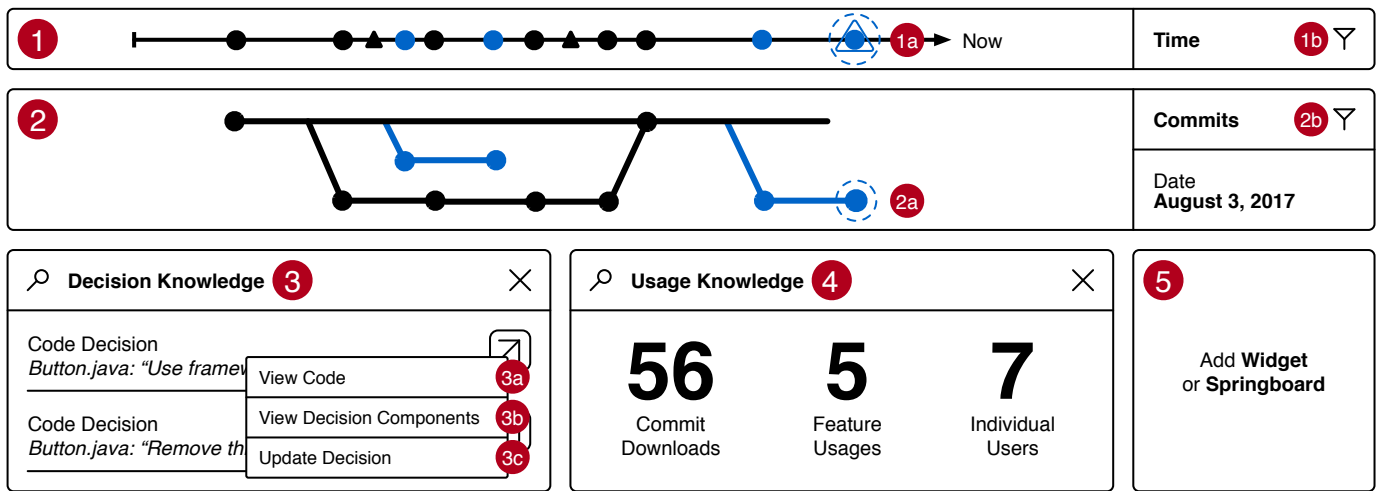 1
1a
Now
Time
1b
2
2a
Commits
2b
Date
August 3, 2017
Decision Knowledge
3
Code Decision
Button.java: “Use framew
View Code
3a
View Decision Components
3b
Update Decision
3c
Code Decision
Button.java: “Remove th
Usage Knowledge
4
56
5
7
Commit
Feature
Individual
Downloads
Usages
Users
5
Add Widget
or Springboard